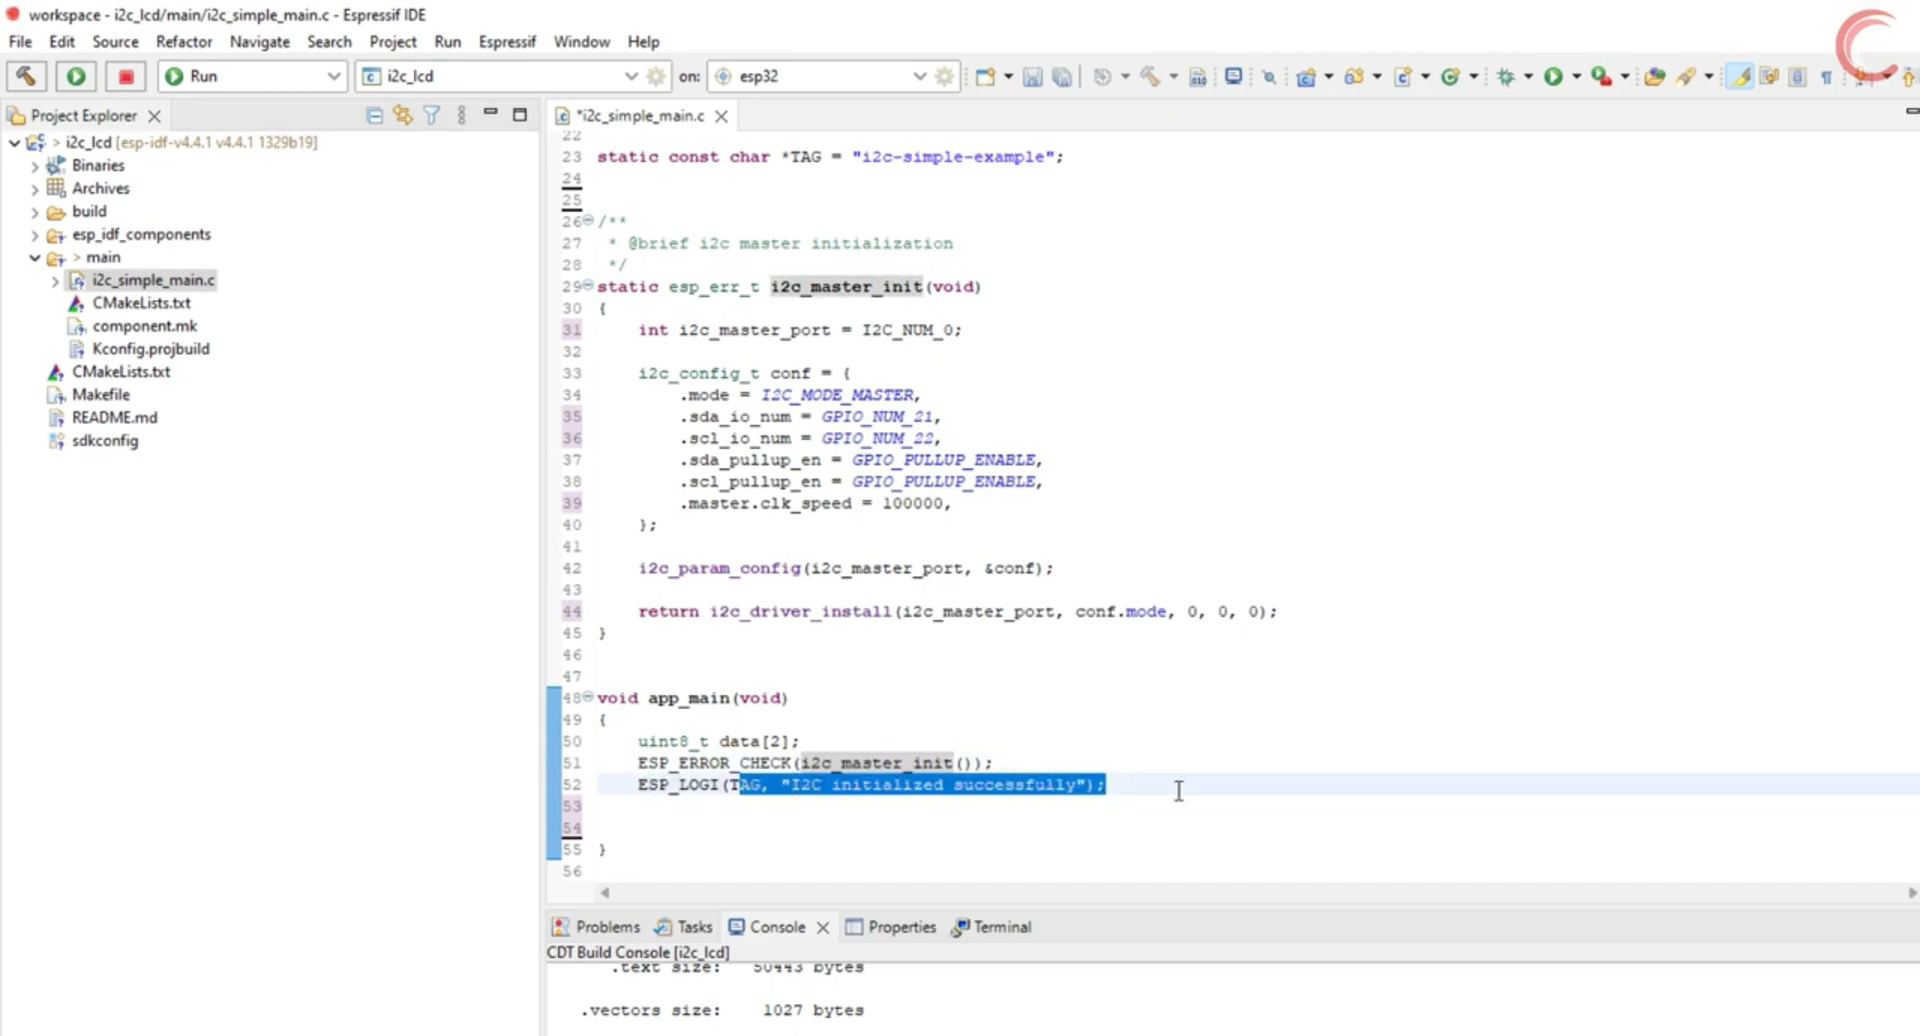 workspace - i2c_lcd/main/i2c_simple_main.c - Espressif IDE
File Edit Source Refactor Navigate Search Project Run Espressif Window Help
Run i2c_lcd on: esp32
Project Explorer
*i2c_simple_main.c
> i2c_lcd [esp-idf-v4.4.1 v4.4.1 1329b19]
Binaries
Archives
build
esp_idf_components
> main
i2c_simple_main.c
CMakeLists.txt
component.mk
Kconfig.projbuild
CMakeLists.txt
Makefile
README.md
sdkconfig
22
23 static const char *TAG = "i2c-simple-example";
24
25
26 /**
27 * @brief i2c master initialization
28 */
29 static esp_err_t i2c_master_init(void)
30 {
31 int i2c_master_port = I2C_NUM_0;
32
33 i2c_config_t conf = {
34 .mode = I2C_MODE_MASTER,
35 .sda_io_num = GPIO_NUM_21,
36 .scl_io_num = GPIO_NUM_22,
37 .sda_pullup_en = GPIO_PULLUP_ENABLE,
38 .scl_pullup_en = GPIO_PULLUP_ENABLE,
39 .master.clk_speed = 100000,
40 };
41
42 i2c_param_config(i2c_master_port, &conf);
43
44 return i2c_driver_install(i2c_master_port, conf.mode, 0, 0, 0);
45 }
46
47
48 void app_main(void)
49 {
50 uint8_t data[2];
51 ESP_ERROR_CHECK(i2c_master_init());
52 ESP_LOGI(TAG, "I2C initialized successfully");
53
54
55 }
56
Problems Tasks Console Properties Terminal
CDT Build Console [i2c_lcd]
.text size: 50443 bytes
.vectors size: 1027 bytes